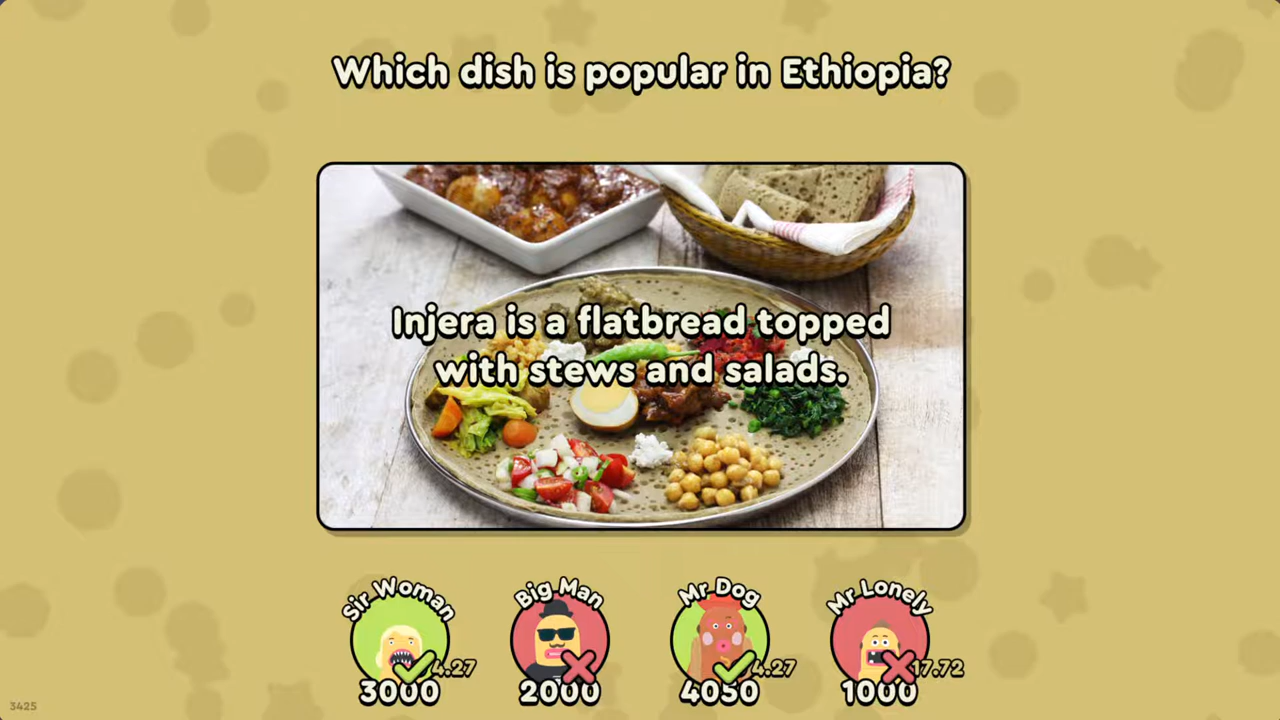 Which dish is popular in Ethiopia?
Injera is a flatbread topped
with stews and salads.
Sir Woman
Big Man
Mr Dog
Mr Lonely
4.27
4.27
17.72
3000
2000
4050
1000
3425